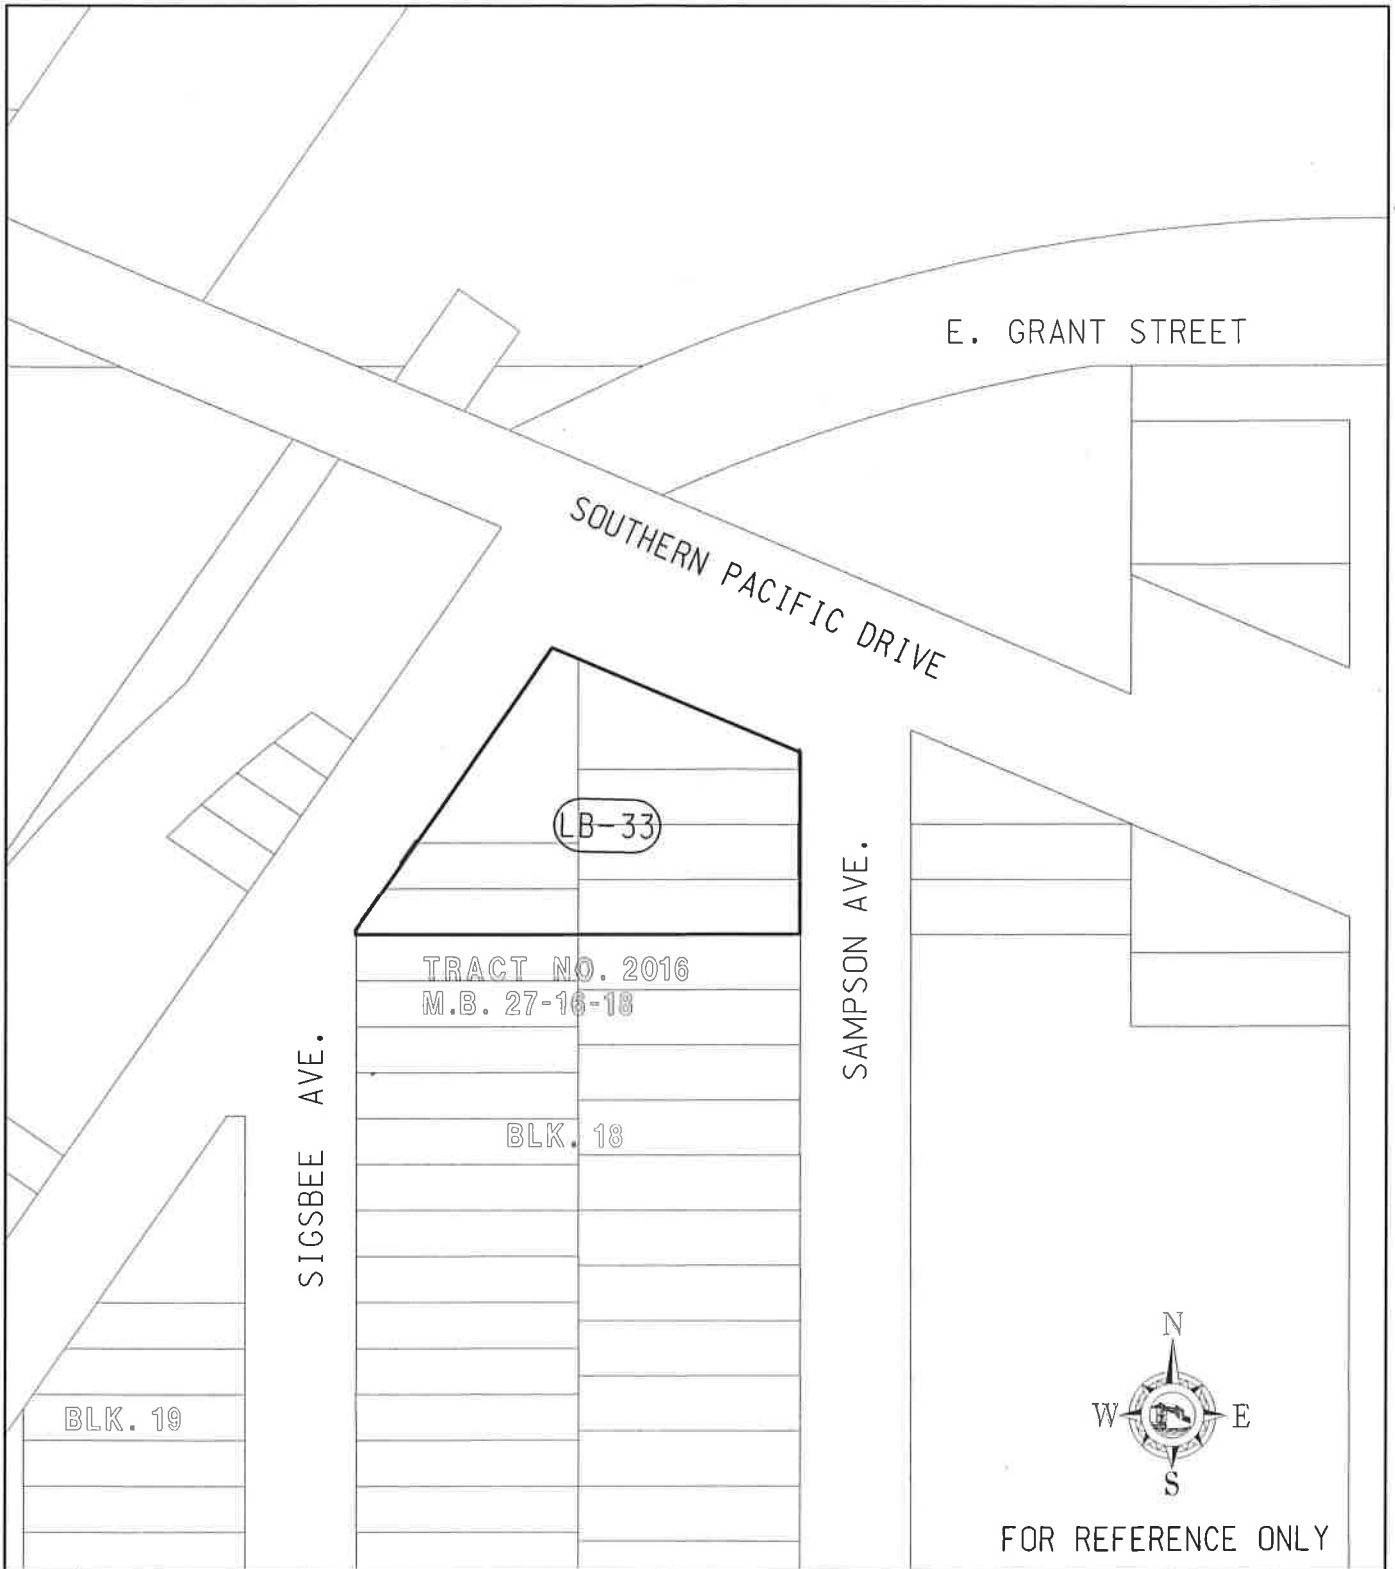 E. GRANT STREET
SOUTHERN PACIFIC DRIVE
LB-33
SAMPSON AVE.
TRACT NO. 2016
M.B. 27-16-18
SIGSBEE AVE.
BLK. 18
BLK. 19
N
W E
S
FOR REFERENCE ONLY